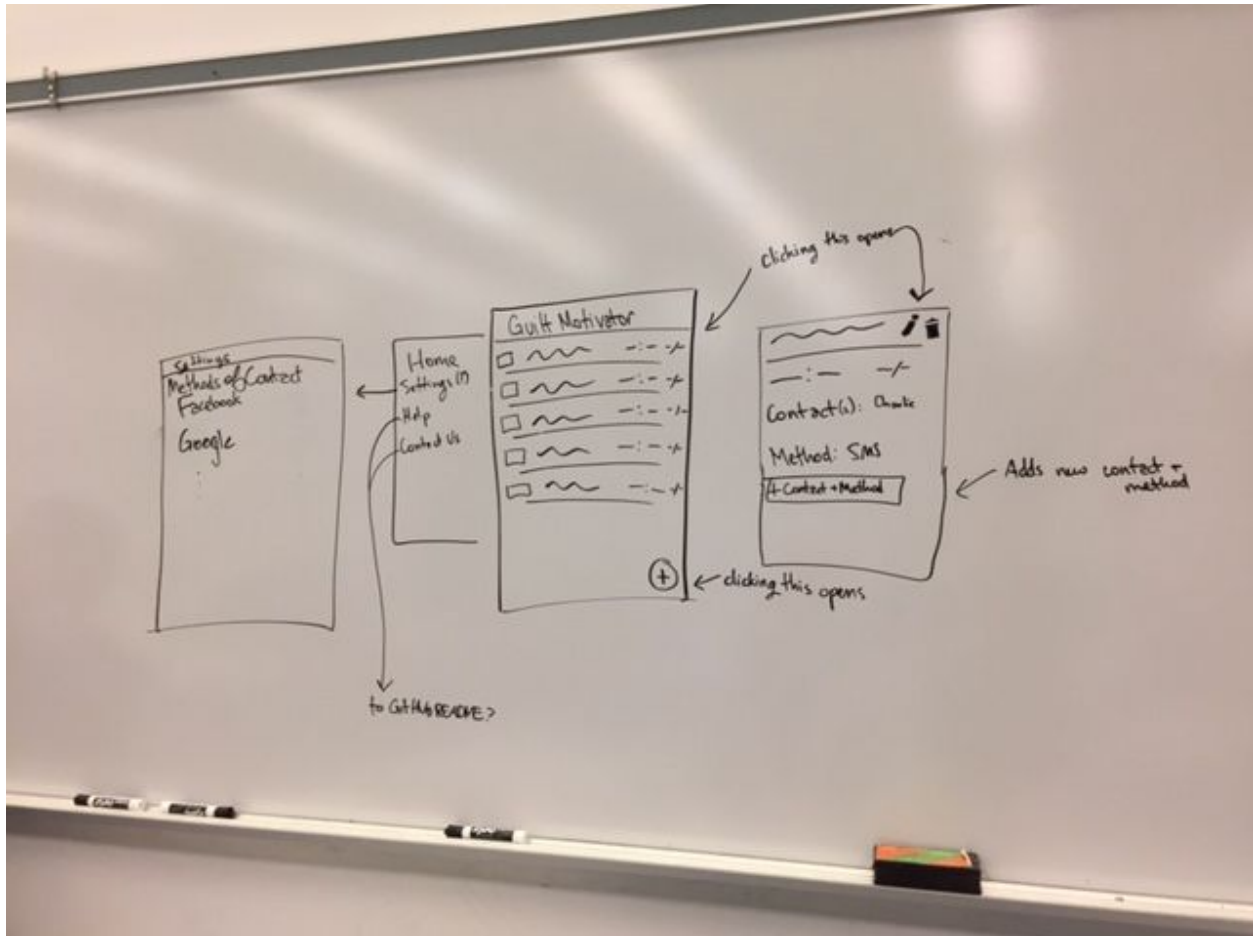 Settings
Methods of Contact
Facebook
Google
Home
Settings (?)
Help
Contact Us
to GitHub README?
Guilt Motivator
clicking this opens
clicking this opens
Contact(s): Charlie
Method: SMS
+ Contact + Method
Adds new contact +
method